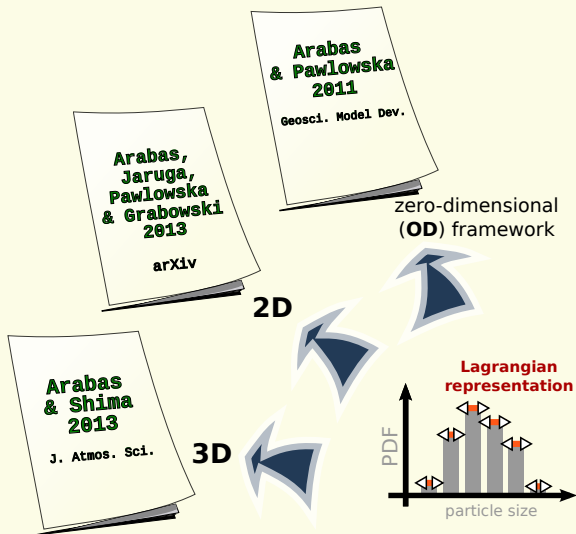 Arabas
& Pawlowska
2011
Geosci. Model Dev.
zero-dimensional
(0D) framework
Arabas,
Jaruga,
Pawlowska
& Grabowski
2013
arXiv
2D
Arabas
& Shima
2013
J. Atmos. Sci.
3D
Lagrangian
representation
PDF
particle size